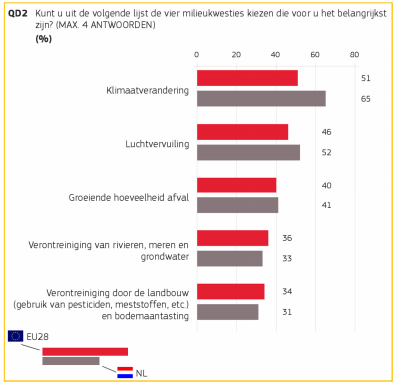 QD2 Kunt u uit de volgende lijst de vier milieukwesties kiezen die voor u het belangrijkst
zijn? (MAX. 4 ANTWOORDEN)
(%)
0 20 40 60 80
Klimaatverandering
51
65
Luchtvervuiling
46
52
Groeiende hoeveelheid afval
40
41
Verontreiniging van rivieren, meren en
grondwater
36
33
Verontreiniging door de landbouw
(gebruik van pesticiden, meststoffen, etc.)
en bodemaantasting
34
31
EU28
NL